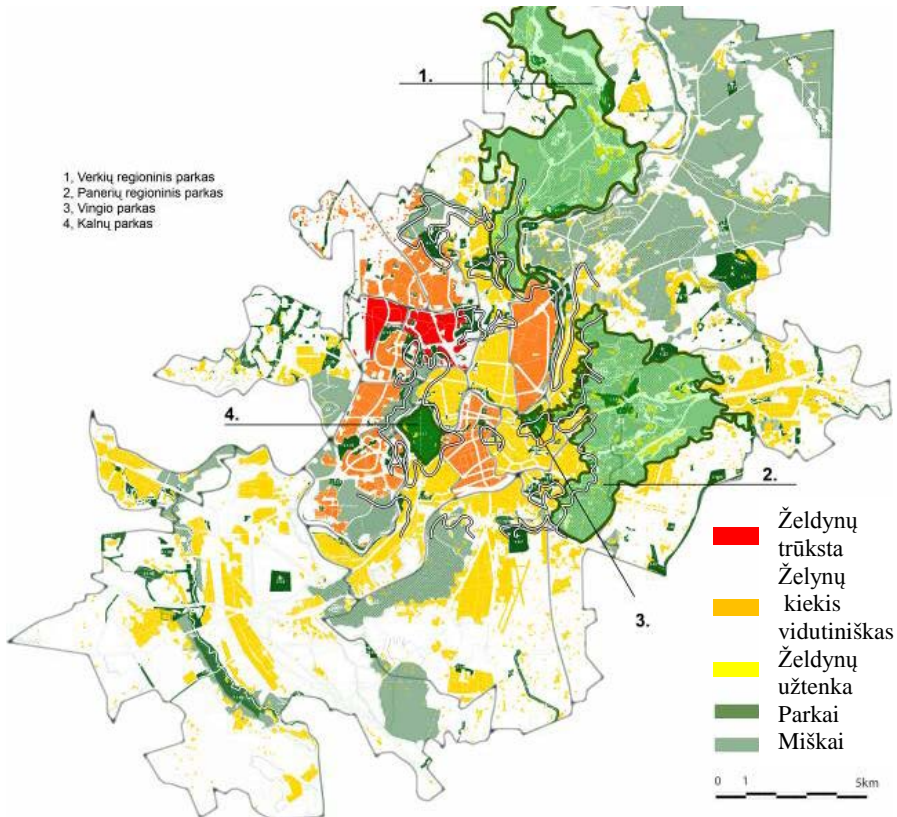 1.
1, Verkių regioninis parkas
2, Panerių regioninis parkas
3, Vingio parkas
4, Kalnų parkas
4.
2.
3.
Želdynų
trūksta
Želynų
kiekis
vidutiniškas
Želdynų
užtenka
Parkai
Miškai
0 1 5km